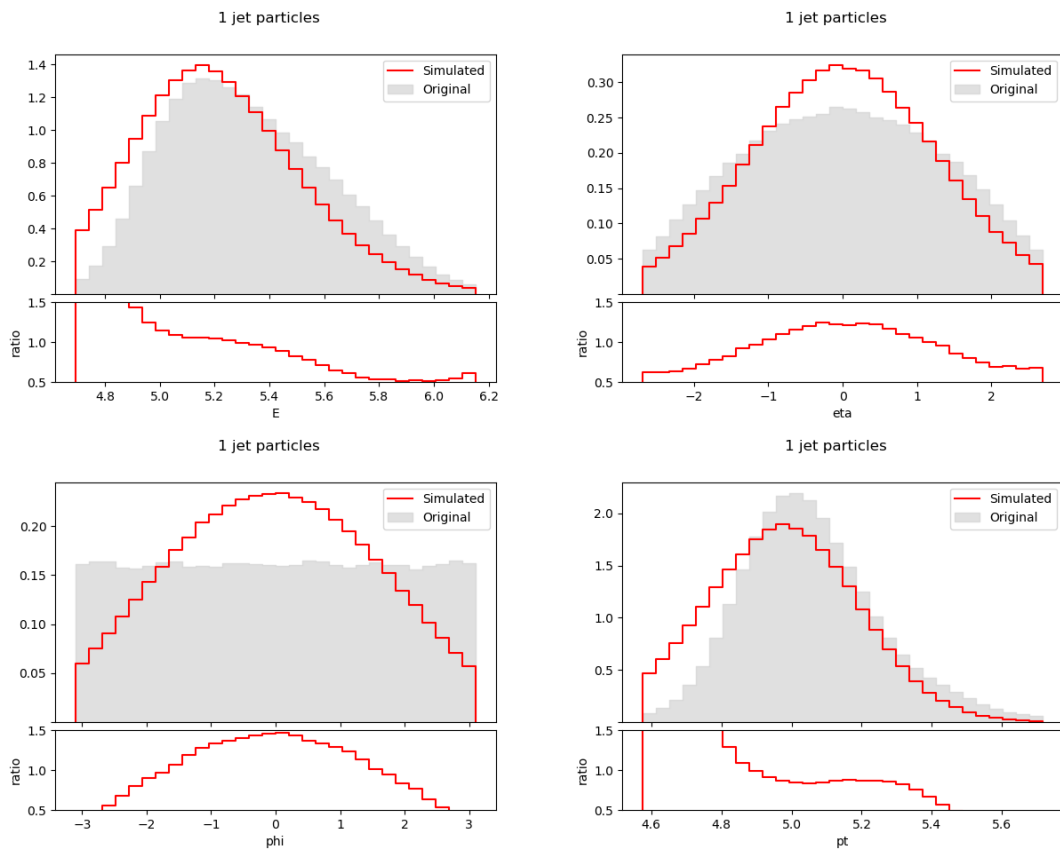 1 jet particles
1.4
1.2
1.0
0.8
0.6
0.4
0.2
Simulated
Original
1.5
1.0
0.5
ratio
4.8 5.0 5.2 5.4 5.6 5.8 6.0 6.2
E
1 jet particles
0.30
0.25
0.20
0.15
0.10
0.05
Simulated
Original
1.5
1.0
0.5
ratio
−2 −1 0 1 2
eta
1 jet particles
0.20
0.15
0.10
0.05
Simulated
Original
1.5
1.0
0.5
ratio
−3 −2 −1 0 1 2 3
phi
1 jet particles
2.0
1.5
1.0
0.5
Simulated
Original
1.5
1.0
0.5
ratio
4.6 4.8 5.0 5.2 5.4 5.6
pt